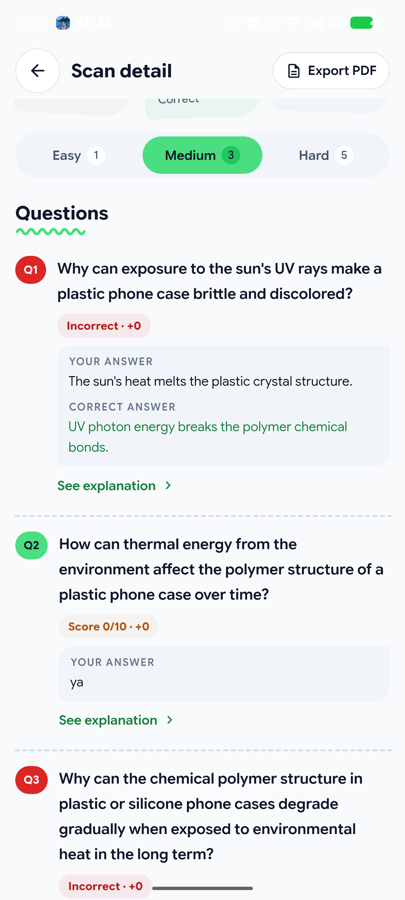 Scan detail
Export PDF
Correct
Easy 1
Medium 3
Hard 5
Questions
Q1
Why can exposure to the sun's UV rays make a
plastic phone case brittle and discolored?
Incorrect · +0
YOUR ANSWER
The sun's heat melts the plastic crystal structure.
CORRECT ANSWER
UV photon energy breaks the polymer chemical
bonds.
See explanation
Q2
How can thermal energy from the
environment affect the polymer structure of a
plastic phone case over time?
Score 0/10 · +0
YOUR ANSWER
ya
See explanation
Q3
Why can the chemical polymer structure in
plastic or silicone phone cases degrade
gradually when exposed to environmental
heat in the long term?
Incorrect · +0